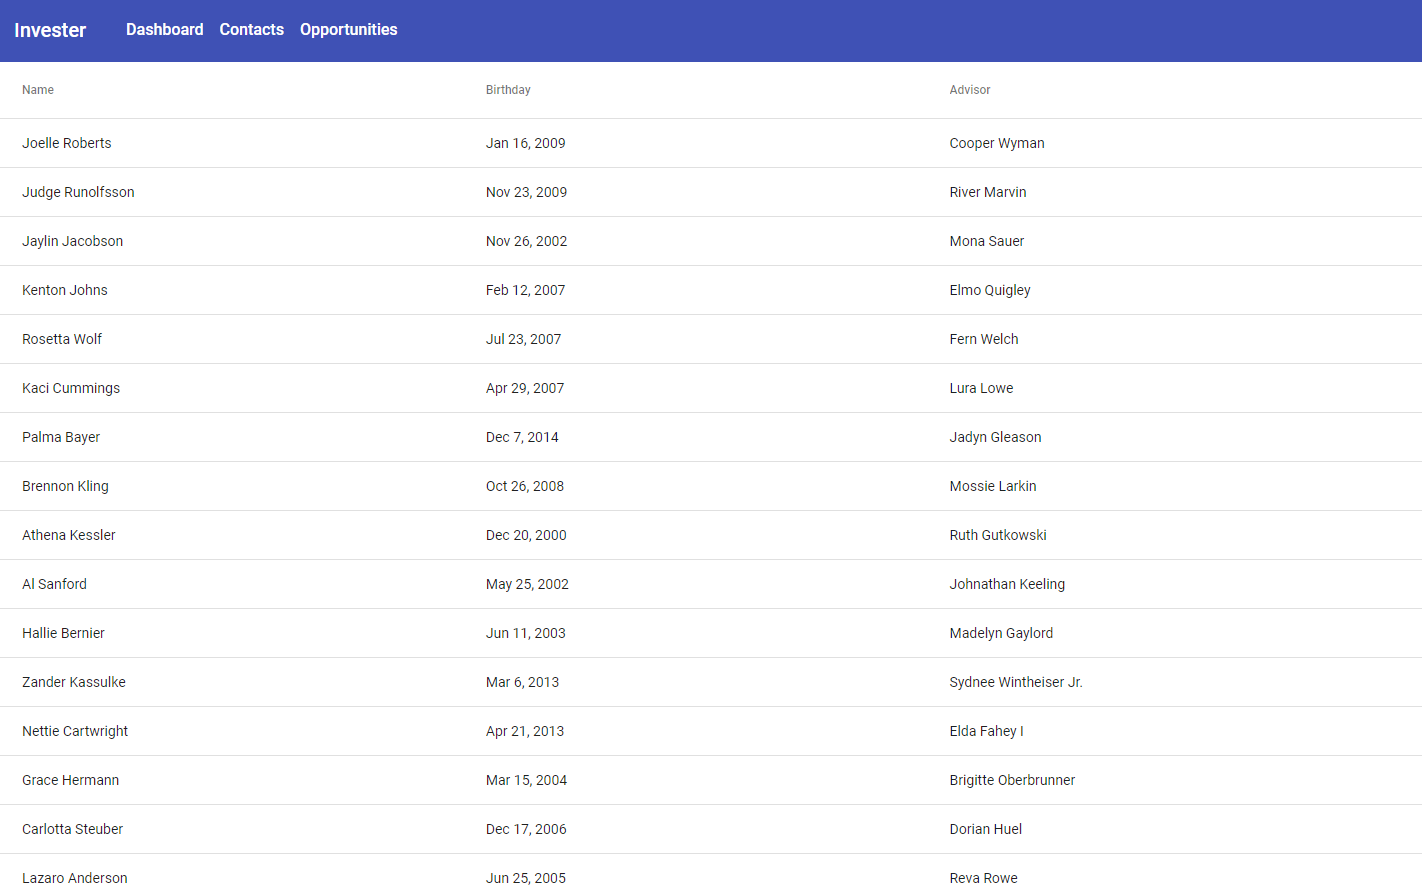 Invester Dashboard Contacts Opportunities
Name Birthday Advisor
Joelle Roberts Jan 16, 2009 Cooper Wyman
Judge Runolfsson Nov 23, 2009 River Marvin
Jaylin Jacobson Nov 26, 2002 Mona Sauer
Kenton Johns Feb 12, 2007 Elmo Quigley
Rosetta Wolf Jul 23, 2007 Fern Welch
Kaci Cummings Apr 29, 2007 Lura Lowe
Palma Bayer Dec 7, 2014 Jadyn Gleason
Brennon Kling Oct 26, 2008 Mossie Larkin
Athena Kessler Dec 20, 2000 Ruth Gutkowski
Al Sanford May 25, 2002 Johnathan Keeling
Hallie Bernier Jun 11, 2003 Madelyn Gaylord
Zander Kassulke Mar 6, 2013 Sydnee Wintheiser Jr.
Nettie Cartwright Apr 21, 2013 Elda Fahey I
Grace Hermann Mar 15, 2004 Brigitte Oberbrunner
Carlotta Steuber Dec 17, 2006 Dorian Huel
Lazaro Anderson Jun 25, 2005 Reva Rowe